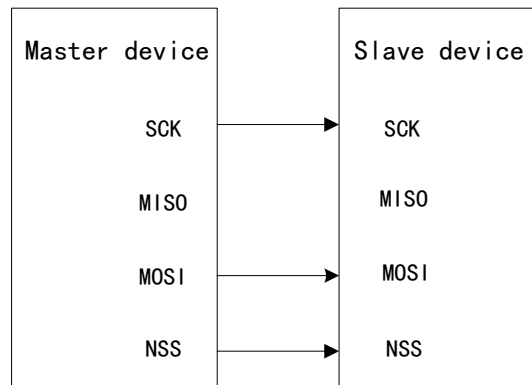 Master device
SCK
MISO
MOSI
NSS
Slave device
SCK
MISO
MOSI
NSS